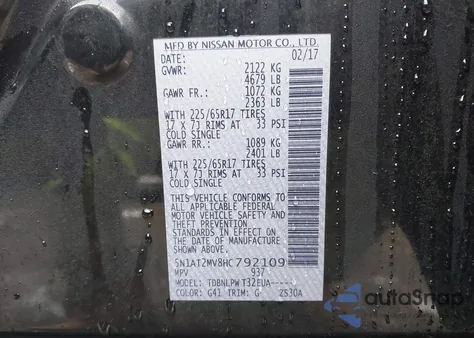 MFD BY NISSAN MOTOR CO., LTD.
DATE: 02/17
GVWR: 2122 KG
4679 LB
GAWR FR.: 1072 KG
2363 LB
WITH 225/65R17 TIRES
17 X 7J RIMS AT 33 PSI
COLD SINGLE
GAWR RR.: 1089 KG
2401 LB
WITH 225/65R17 TIRES
17 X 7J RIMS AT 33 PSI
COLD SINGLE
THIS VEHICLE CONFORMS TO
ALL APPLICABLE FEDERAL
MOTOR VEHICLE SAFETY AND
THEFT PREVENTION
STANDARDS IN EFFECT ON THE
DATE OF MANUFACTURE
SHOWN ABOVE.
5N1AT2MV8HC792109
MPV 937
MODEL: TDBNLPW T32EUA-----
COLOR: G41 TRIM: G 2S30A
autoSnap